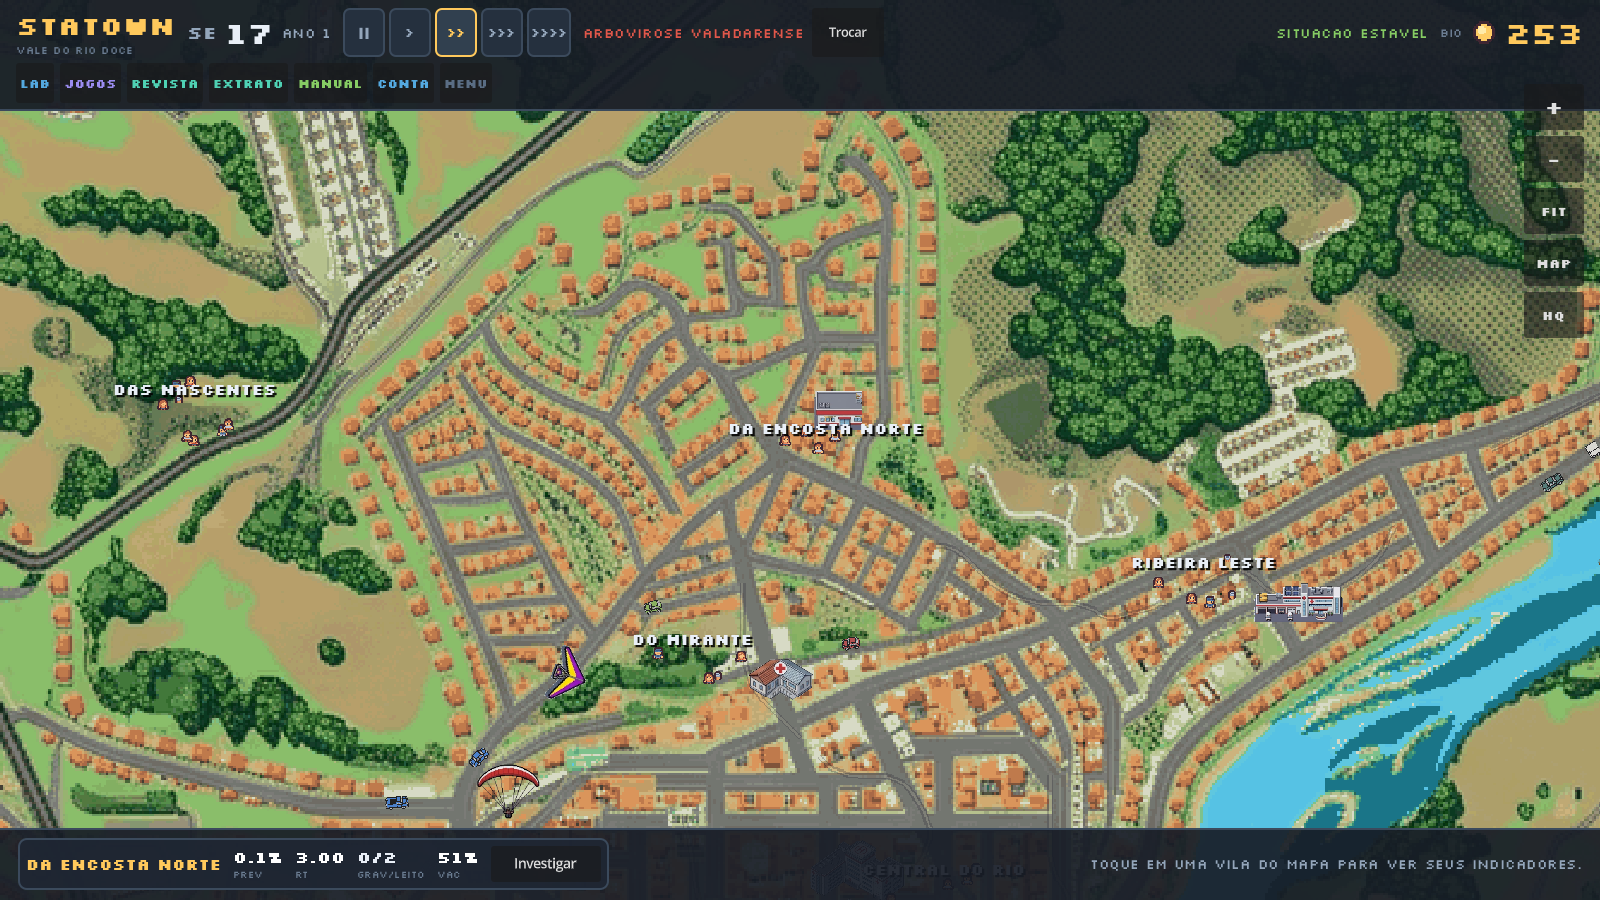 STATOWN
VALE DO RIO DOCE
SE 17 ANO 1
II > >> >>> >>>>
ARBOVIROSE VALADARENSE
Trocar
SITUACAO ESTAVEL
BIO
253
LAB JOGOS REVISTA EXTRATO MANUAL CONTA MENU
+
-
FIT
MAP
HQ
DAS NASCENTES
DA ENCOSTA NORTE
RIBEIRA LESTE
DO MIRANTE
CENTRAL DO RIO
DA ENCOSTA NORTE
0.1% 3.00 0/2 51%
PREV RT GRAV/LEITO VAC
Investigar
TOQUE EM UMA VILA DO MAPA PARA VER SEUS INDICADORES.